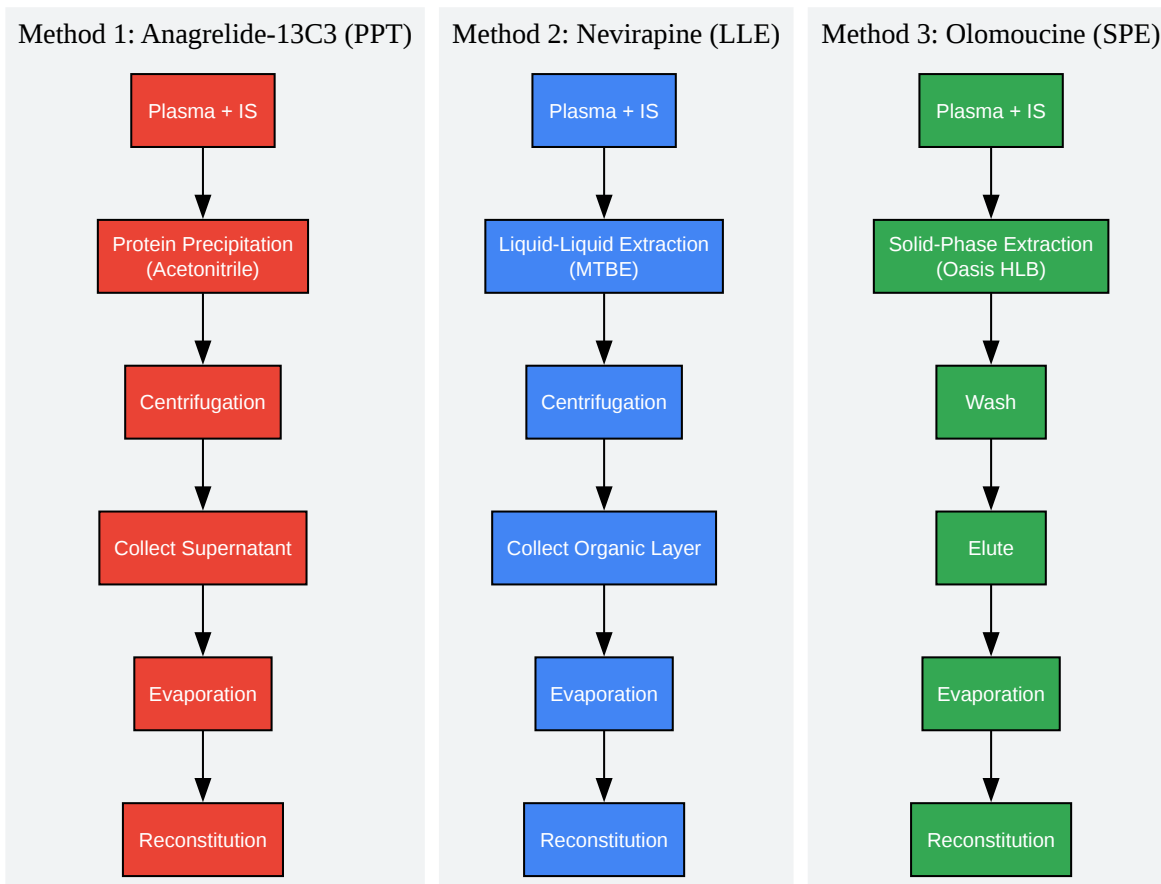 Method 1: Anagrelide-13C3 (PPT)
Plasma + IS
Protein Precipitation
(Acetonitrile)
Centrifugation
Collect Supernatant
Evaporation
Reconstitution
Method 2: Nevirapine (LLE)
Plasma + IS
Liquid-Liquid Extraction
(MTBE)
Centrifugation
Collect Organic Layer
Evaporation
Reconstitution
Method 3: Olomoucine (SPE)
Plasma + IS
Solid-Phase Extraction
(Oasis HLB)
Wash
Elute
Evaporation
Reconstitution